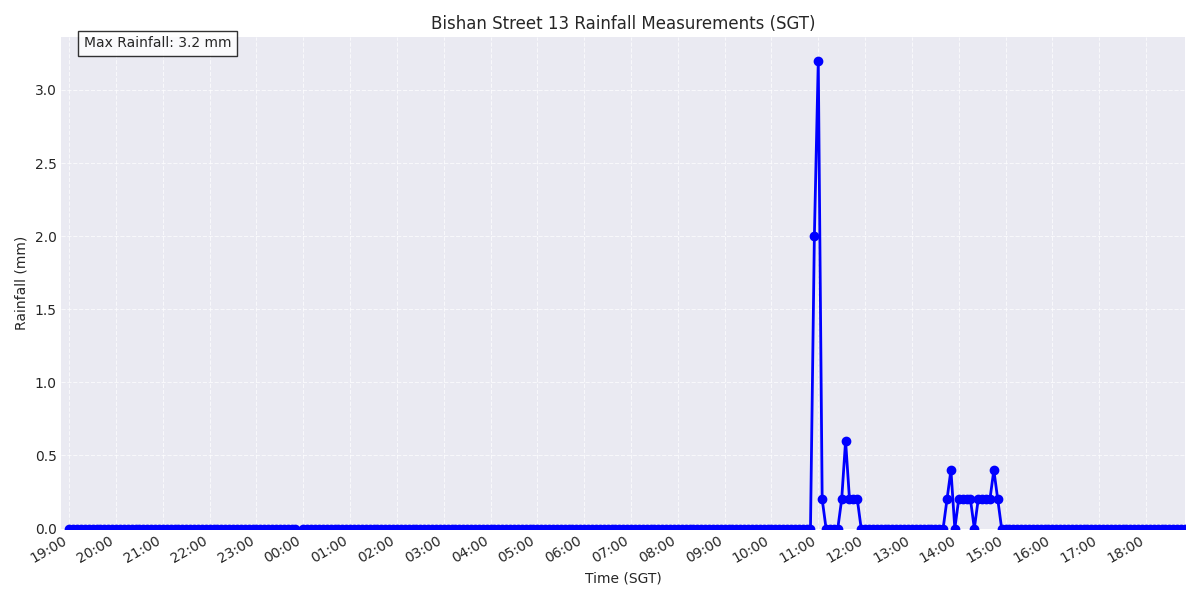 Bishan Street 13 Rainfall Measurements (SGT)
Max Rainfall: 3.2 mm
Rainfall (mm)
3.0
2.5
2.0
1.5
1.0
0.5
0.0
19:00 20:00 21:00 22:00 23:00 00:00 01:00 02:00 03:00 04:00 05:00 06:00 07:00 08:00 09:00 10:00 11:00 12:00 13:00 14:00 15:00 16:00 17:00 18:00
Time (SGT)